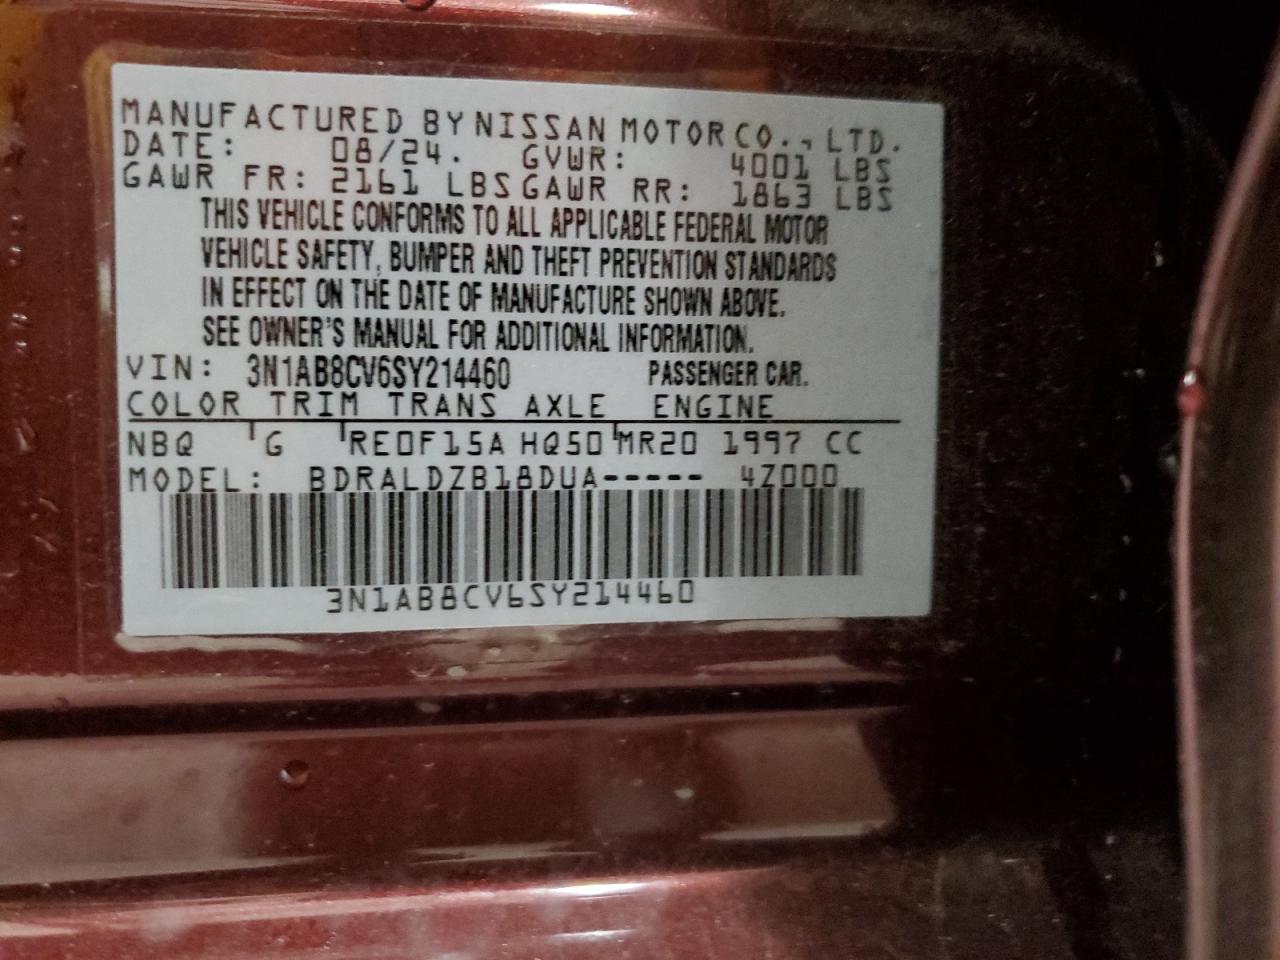 MANUFACTURED BY NISSAN MOTOR CO., LTD.
DATE: 08/24. GVWR: 4001 LBS
GAWR FR: 2161 LBS GAWR RR: 1863 LBS
THIS VEHICLE CONFORMS TO ALL APPLICABLE FEDERAL MOTOR
VEHICLE SAFETY, BUMPER AND THEFT PREVENTION STANDARDS
IN EFFECT ON THE DATE OF MANUFACTURE SHOWN ABOVE.
SEE OWNER'S MANUAL FOR ADDITIONAL INFORMATION.
VIN: 3N1AB8CV6SY214460 PASSENGER CAR.
COLOR TRIM TRANS AXLE ENGINE
NBQ G RE0F15A HQ50 MR20 1997 CC
MODEL: BDRALDZB18DUA----- 4Z000
3N1AB8CV6SY214460